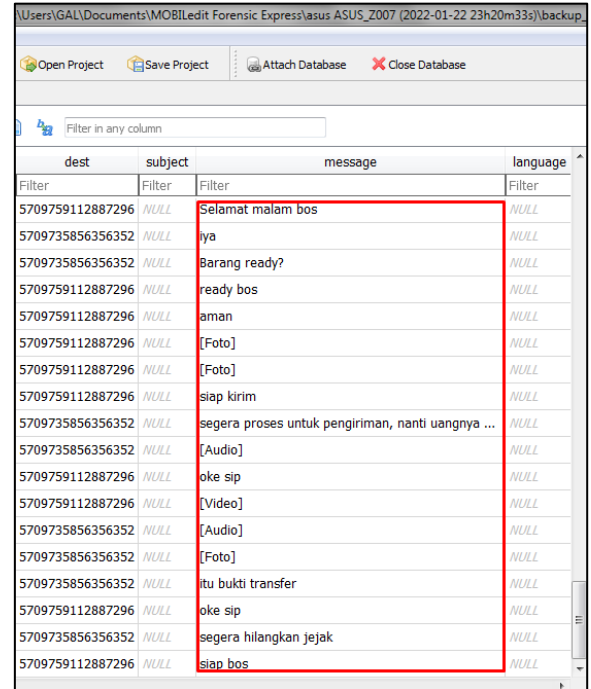 \Users\GAL\Documents\MOBILedit Forensic Express\asus ASUS_Z007 (2022-01-22 23h20m33s)\backup_
Open Project Save Project Attach Database Close Database
Filter in any column
dest subject message language
Filter Filter Filter Filter
5709759112887296 NULL Selamat malam bos NULL
5709735856356352 NULL iya NULL
5709735856356352 NULL Barang ready? NULL
5709759112887296 NULL ready bos NULL
5709759112887296 NULL aman NULL
5709759112887296 NULL [Foto] NULL
5709759112887296 NULL [Foto] NULL
5709759112887296 NULL siap kirim NULL
5709735856356352 NULL segera proses untuk pengiriman, nanti uangnya ... NULL
5709735856356352 NULL [Audio] NULL
5709759112887296 NULL oke sip NULL
5709759112887296 NULL [Video] NULL
5709735856356352 NULL [Audio] NULL
5709735856356352 NULL [Foto] NULL
5709735856356352 NULL itu bukti transfer NULL
5709759112887296 NULL oke sip NULL
5709735856356352 NULL segera hilangkan jejak NULL
5709759112887296 NULL siap bos NULL